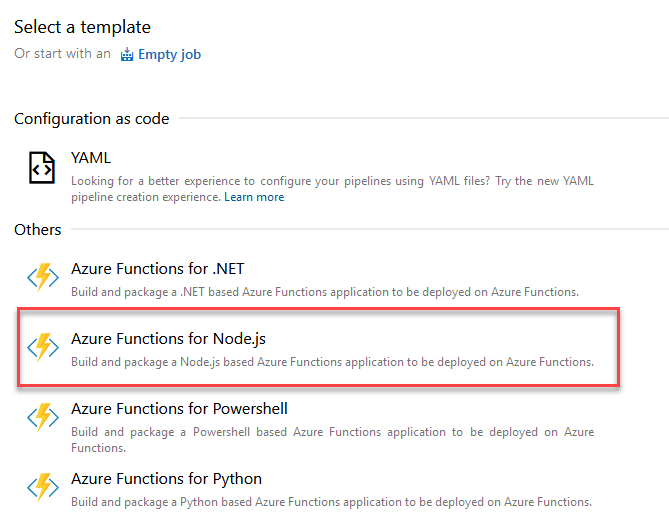 Select a template
Or start with an Empty job
Configuration as code
YAML
Looking for a better experience to configure your pipelines using YAML files? Try the new YAML
pipeline creation experience. Learn more
Others
Azure Functions for .NET
Build and package a .NET based Azure Functions application to be deployed on Azure Functions.
Azure Functions for Node.js
Build and package a Node.js based Azure Functions application to be deployed on Azure Functions.
Azure Functions for Powershell
Build and package a Powershell based Azure Functions application to be deployed on Azure
Functions.
Azure Functions for Python
Build and package a Python based Azure Functions application to be deployed on Azure Functions.